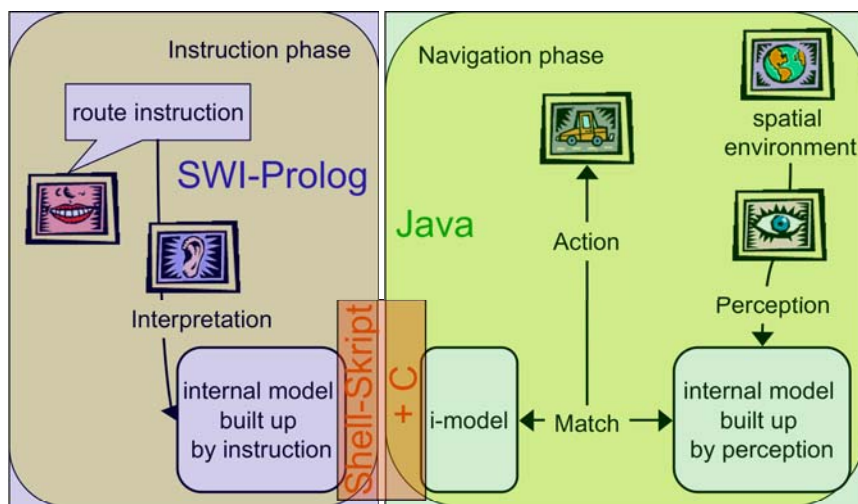 Instruction phase
route instruction
SWI-Prolog
Interpretation
internal model
built up
by instruction
Shell-Skript
+ C
Navigation phase
spatial
environment
Java
Action
Perception
i-model
Match
internal model
built up
by perception